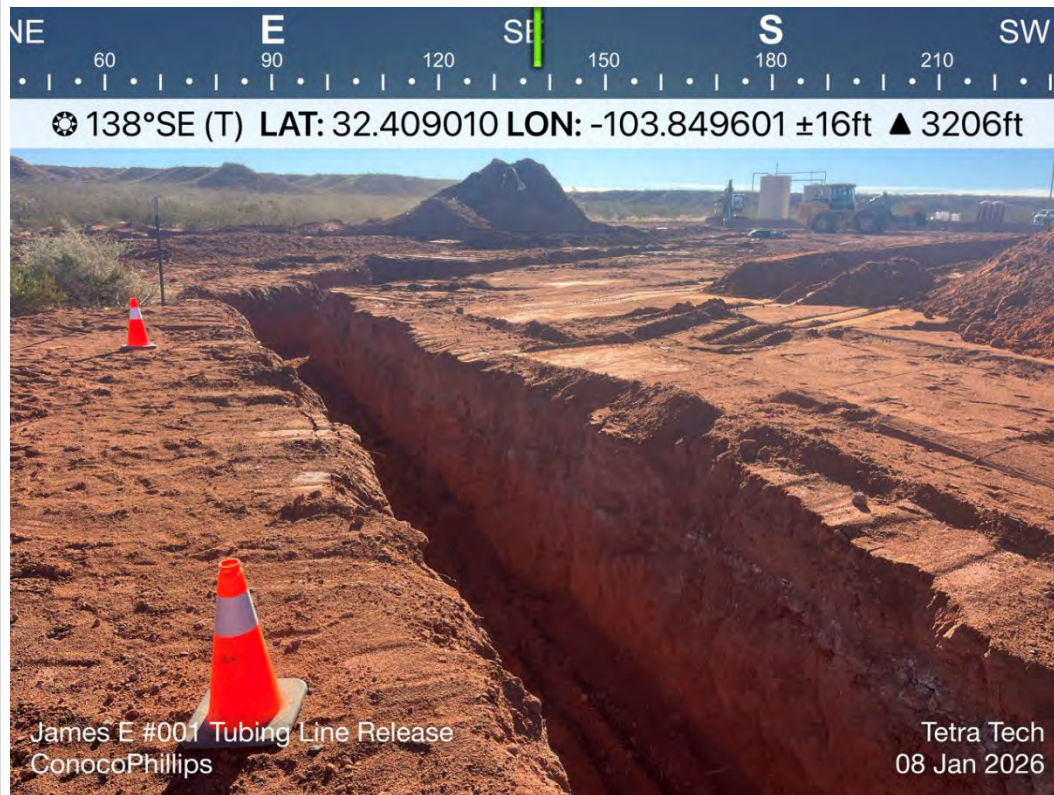 NE E SE S SW
60 90 120 150 180 210
138°SE (T) LAT: 32.409010 LON: -103.849601 ±16ft ▲ 3206ft
James E #001 Tubing Line Release
ConocoPhillips
Tetra Tech
08 Jan 2026